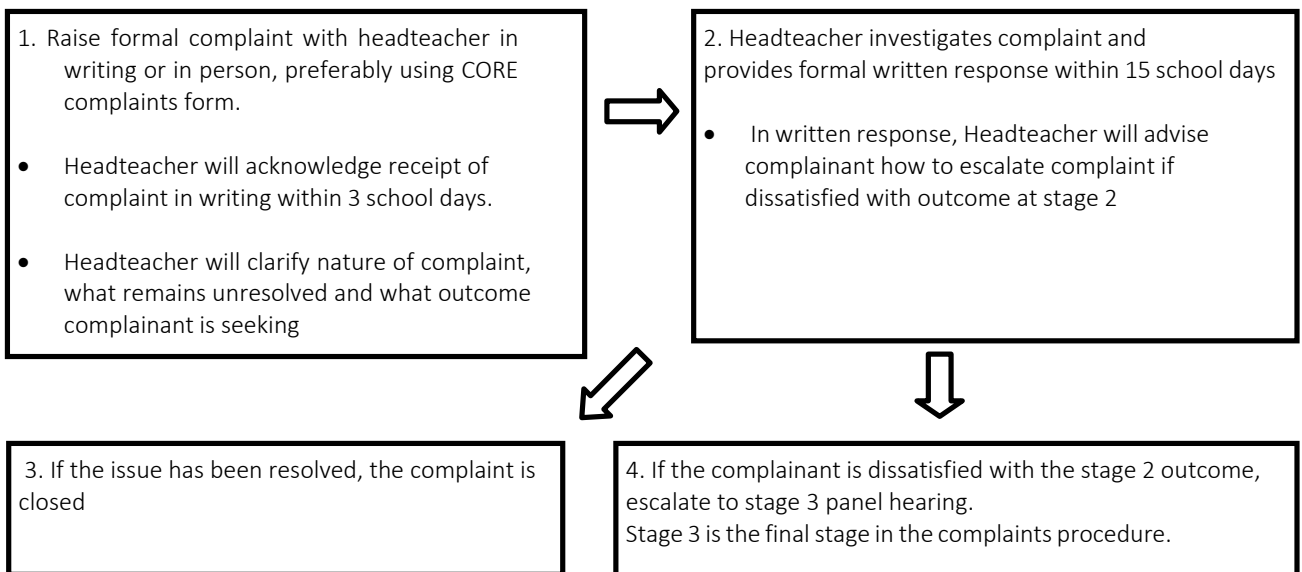 1. Raise formal complaint with headteacher in
writing or in person, preferably using CORE
complaints form.
• Headteacher will acknowledge receipt of
complaint in writing within 3 school days.
• Headteacher will clarify nature of complaint,
what remains unresolved and what outcome
complainant is seeking
2. Headteacher investigates complaint and
provides formal written response within 15 school days
• In written response, Headteacher will advise
complainant how to escalate complaint if
dissatisfied with outcome at stage 2
3. If the issue has been resolved, the complaint is
closed
4. If the complainant is dissatisfied with the stage 2 outcome,
escalate to stage 3 panel hearing.
Stage 3 is the final stage in the complaints procedure.